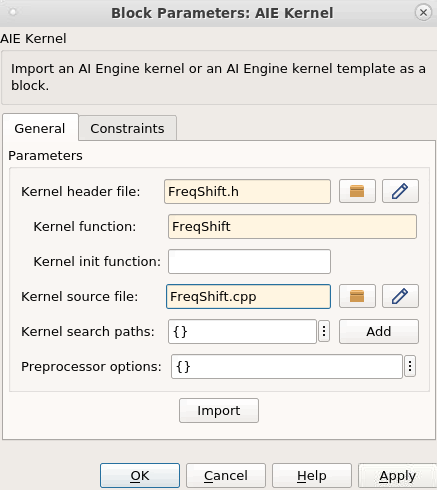 Block Parameters: AIE Kernel
AIE Kernel
Import an AI Engine kernel or an AI Engine kernel template as a
block.
General Constraints
Parameters
Kernel header file: FreqShift.h
Kernel function: FreqShift
Kernel init function:
Kernel source file: FreqShift.cpp
Kernel search paths: {} Add
Preprocessor options: {}
Import
OK Cancel Help Apply